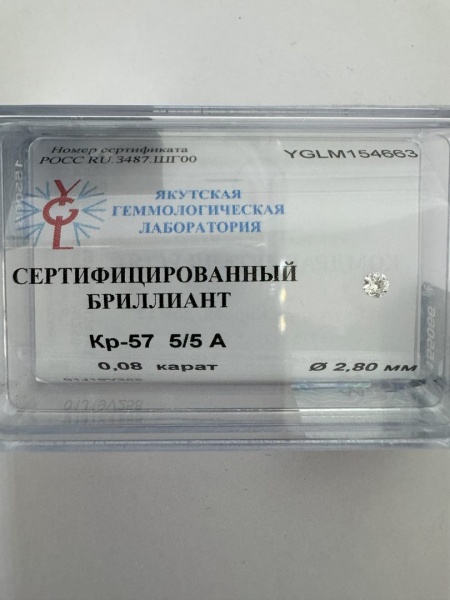 Номер сертификата
РОСС RU.3487.ШГ00
YGLM154663
YGL
ЯКУТСКАЯ
ГЕММОЛОГИЧЕСКАЯ
ЛАБОРАТОРИЯ
СЕРТИФИЦИРОВАННЫЙ
БРИЛЛИАНТ
Кр-57 5/5 А
0,08 карат
Ø 2,80 мм